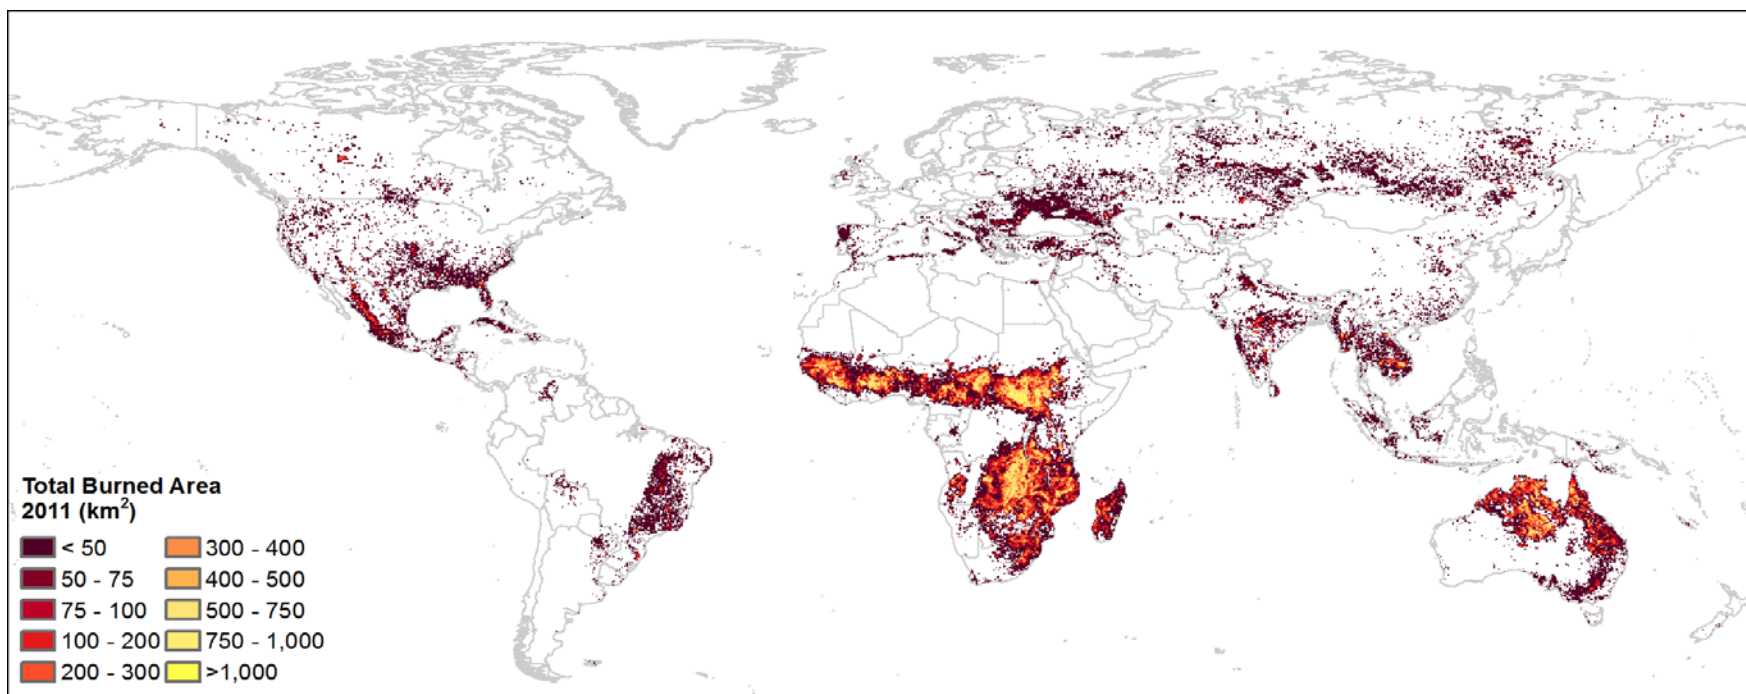 Total Burned Area
2011 (km²)
< 50
300 - 400
50 - 75
400 - 500
75 - 100
500 - 750
100 - 200
750 - 1,000
200 - 300
>1,000